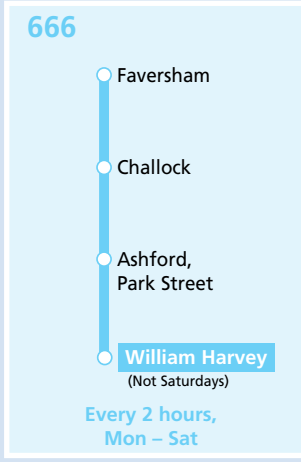 666
Faversham
Challock
Ashford,
Park Street
William Harvey
(Not Saturdays)
Every 2 hours,
Mon – Sat